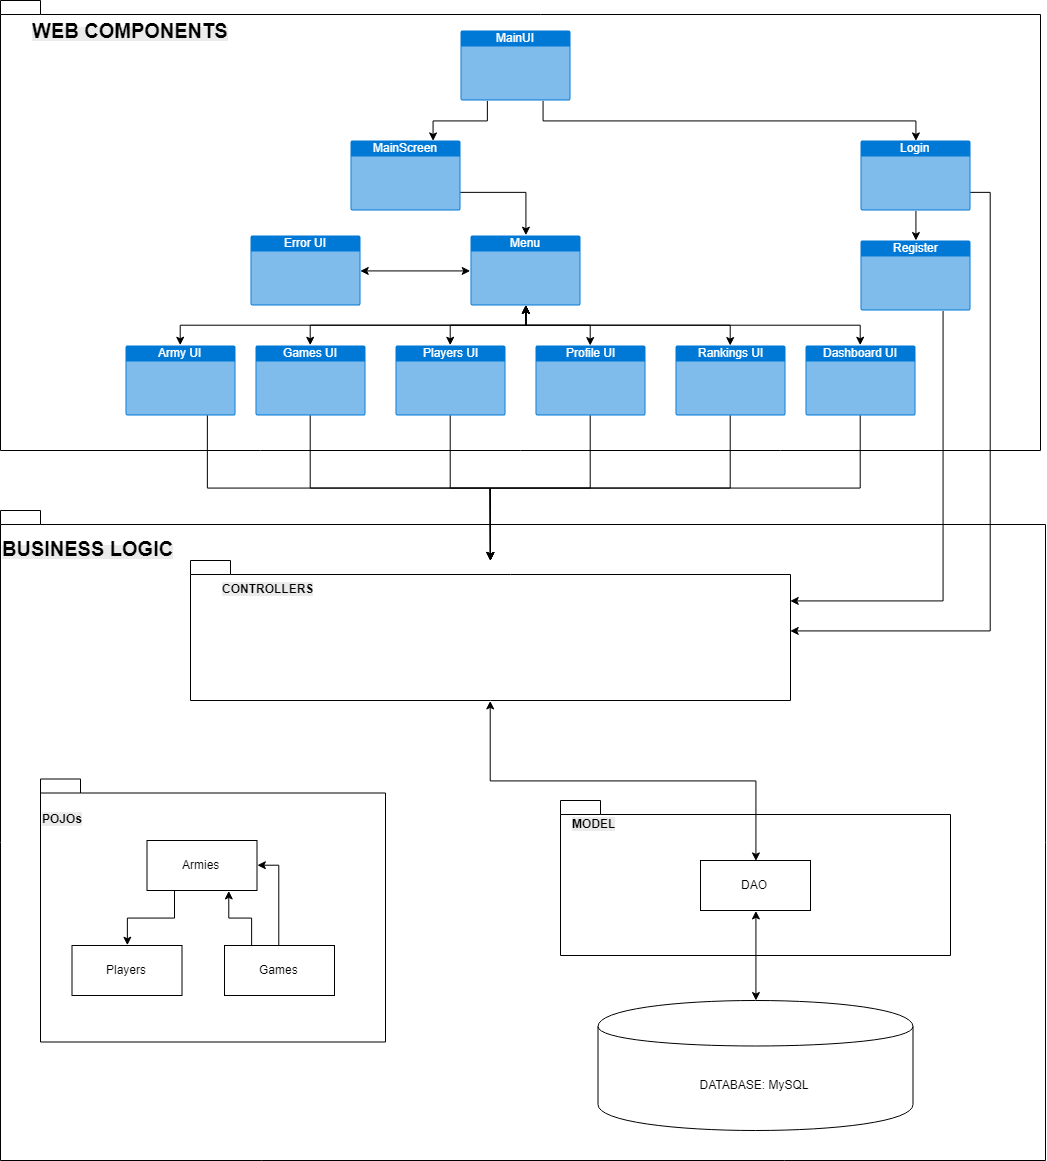 WEB COMPONENTS
MainUI
MainScreen
Login
Error UI
Menu
Register
Army UI
Games UI
Players UI
Profile UI
Rankings UI
Dashboard UI
BUSINESS LOGIC
CONTROLLERS
POJOs
MODEL
Armies
DAO
Players
Games
DATABASE: MySQL